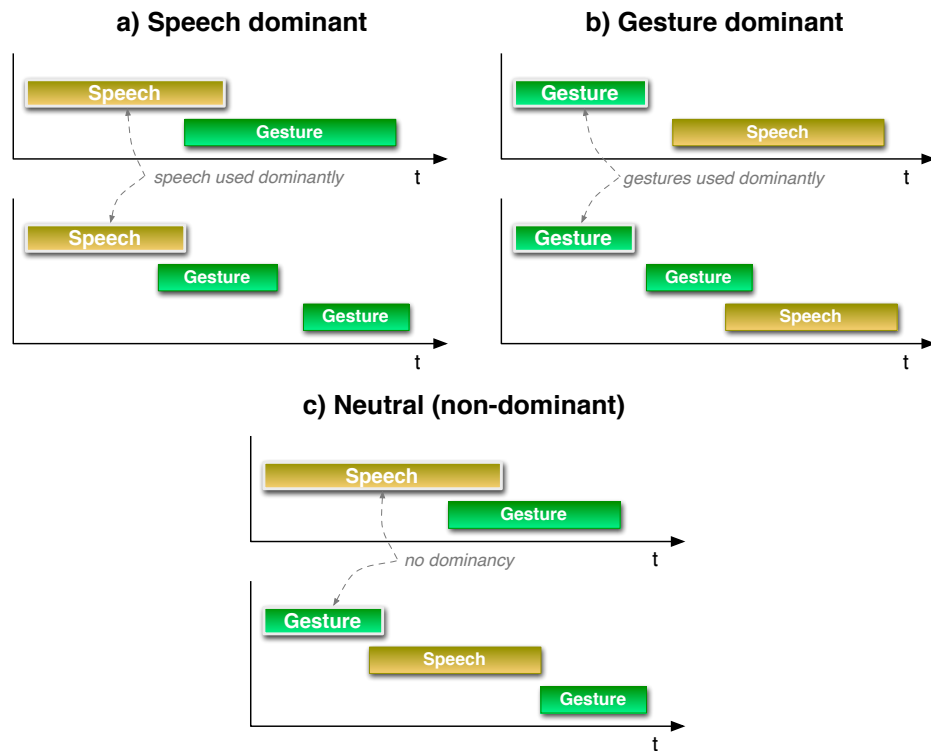 a) Speech dominant
Speech
Gesture
t
speech used dominantly
Speech
Gesture
Gesture
t
b) Gesture dominant
Gesture
Speech
t
gestures used dominantly
Gesture
Gesture
Speech
t
c) Neutral (non-dominant)
Speech
Gesture
t
no dominancy
Gesture
Speech
Gesture
t